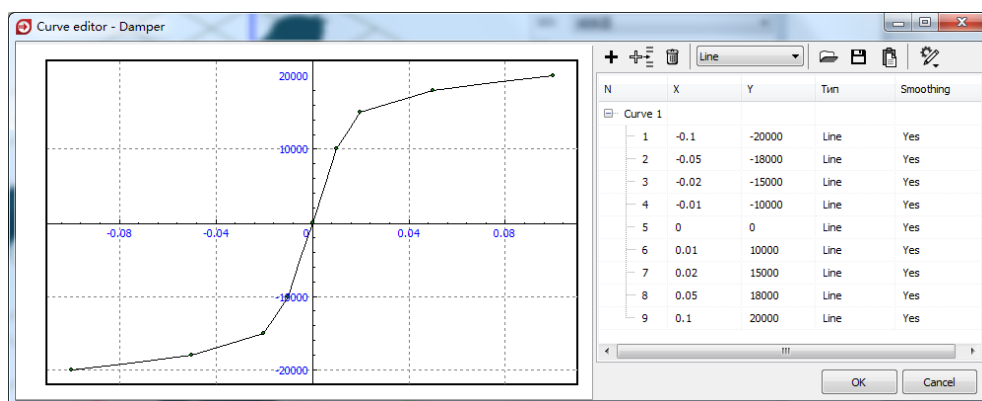 Curve editor - Damper
Line
N X Y Тип Smoothing
Curve 1
1 -0.1 -20000 Line Yes
2 -0.05 -18000 Line Yes
3 -0.02 -15000 Line Yes
4 -0.01 -10000 Line Yes
5 0 0 Line Yes
6 0.01 10000 Line Yes
7 0.02 15000 Line Yes
8 0.05 18000 Line Yes
9 0.1 20000 Line Yes
20000
10000
-0.08 -0.04 0 0.04 0.08
-10000
-20000
OK Cancel